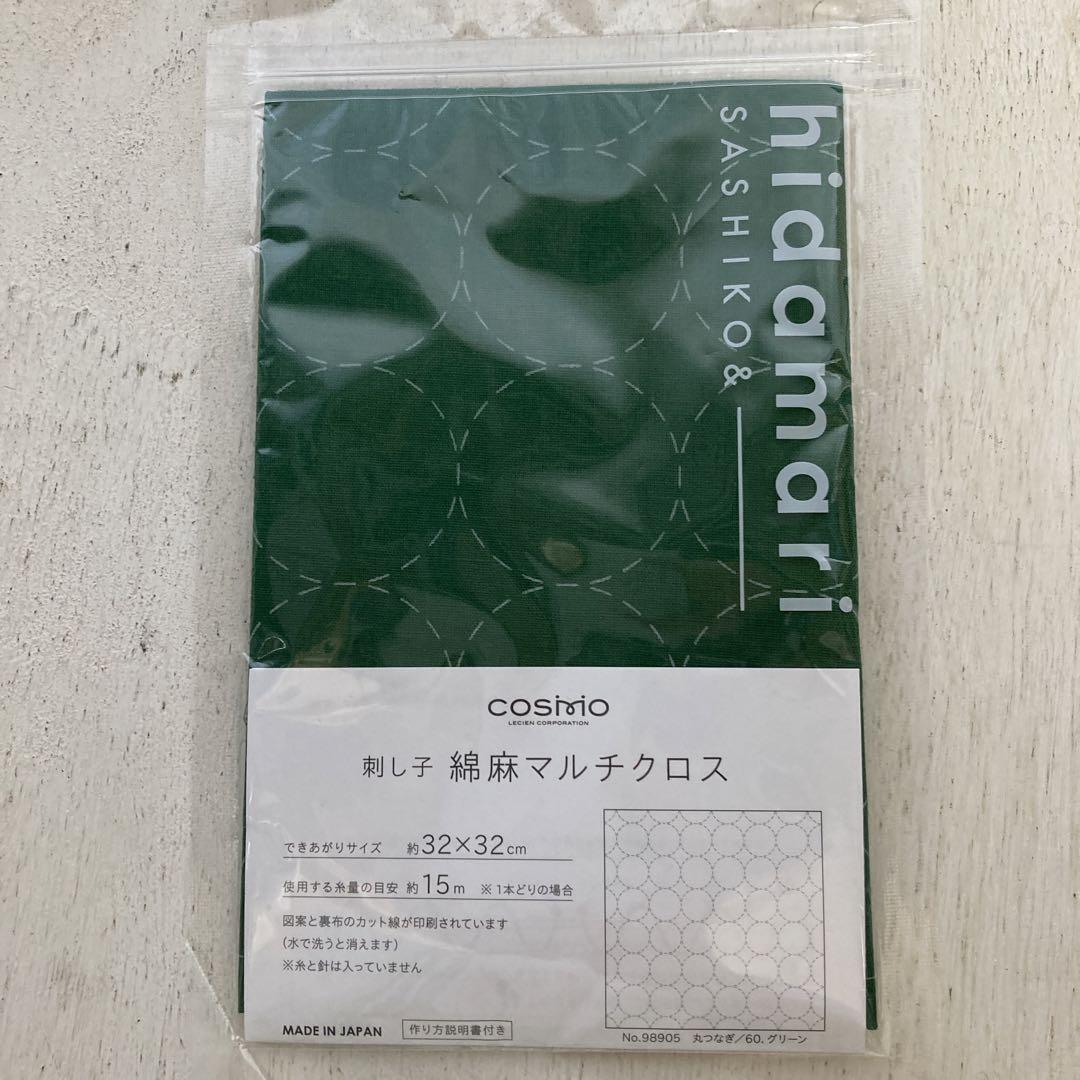 hidamari
SASHIKO&
COSMO
LECIEN CORPORATION
刺し子 綿麻マルチクロス
できあがりサイズ 約32×32cm
使用する糸量の目安 約15m ※1本どりの場合
図案と裏布のカット線が印刷されています
(水で洗うと消えます)
※糸と針は入っていません
MADE IN JAPAN 作り方説明書付き
No.98905 丸つなぎ/60.グリーン